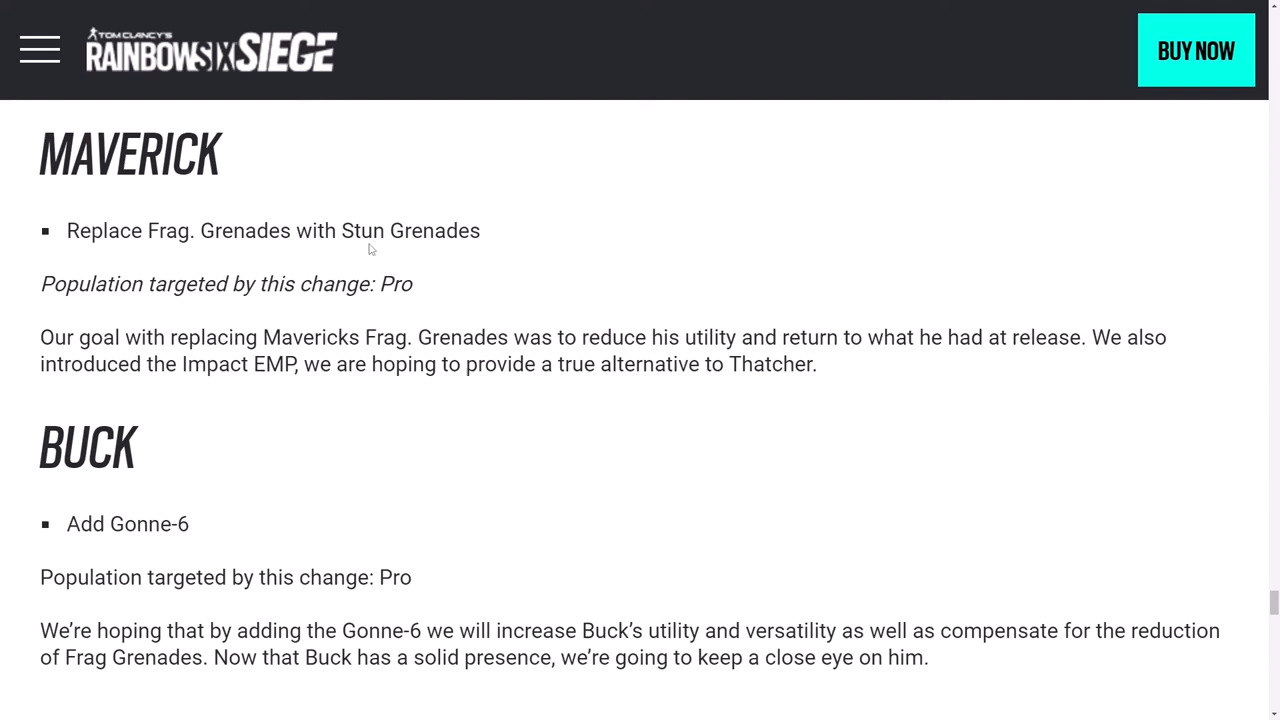 TOM CLANCY'S
RAINBOWSIX SIEGE
BUY NOW
MAVERICK
▪ Replace Frag. Grenades with Stun Grenades
Population targeted by this change: Pro
Our goal with replacing Mavericks Frag. Grenades was to reduce his utility and return to what he had at release. We also
introduced the Impact EMP, we are hoping to provide a true alternative to Thatcher.
BUCK
▪ Add Gonne-6
Population targeted by this change: Pro
We’re hoping that by adding the Gonne-6 we will increase Buck’s utility and versatility as well as compensate for the reduction
of Frag Grenades. Now that Buck has a solid presence, we’re going to keep a close eye on him.